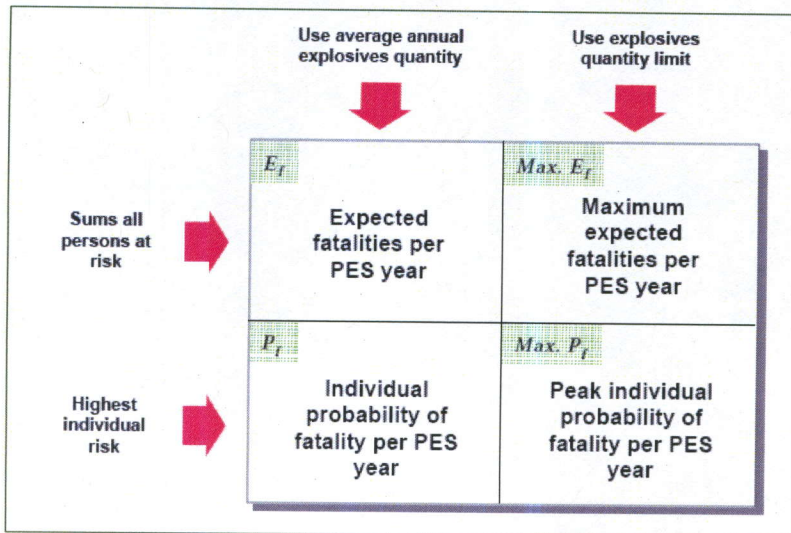 Use average annual
explosives quantity
Use explosives
quantity limit
Sums all
persons at
risk
E_f
Expected
fatalities per
PES year
Max. E_f
Maximum
expected
fatalities per
PES year
Highest
individual
risk
P_f
Individual
probability of
fatality per PES
year
Max. P_f
Peak individual
probability of
fatality per PES
year